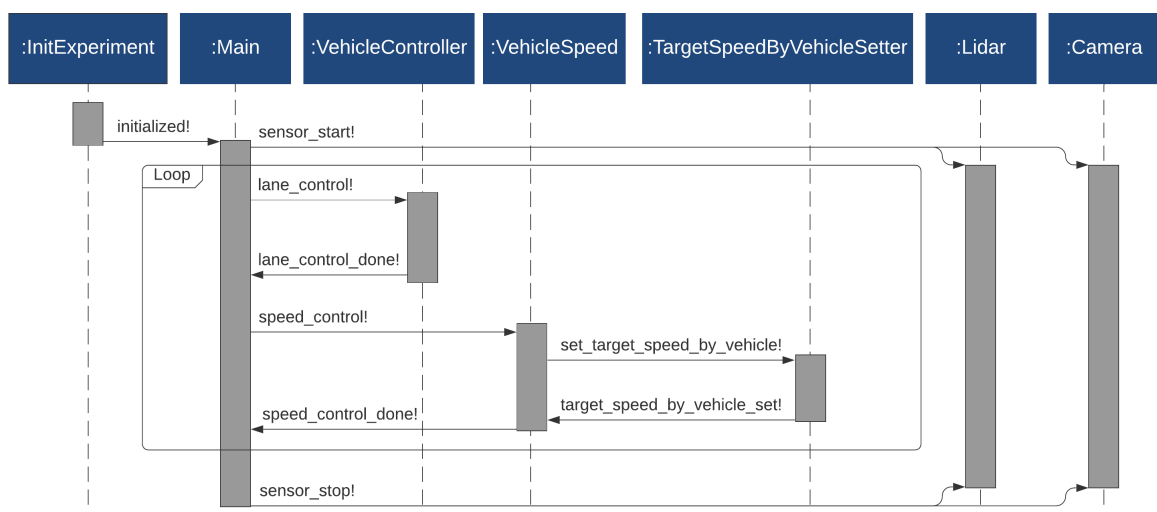 :InitExperiment
:Main
:VehicleController
:VehicleSpeed
:TargetSpeedByVehicleSetter
:Lidar
:Camera
initialized!
sensor_start!
Loop
lane_control!
lane_control_done!
speed_control!
set_target_speed_by_vehicle!
target_speed_by_vehicle_set!
speed_control_done!
sensor_stop!